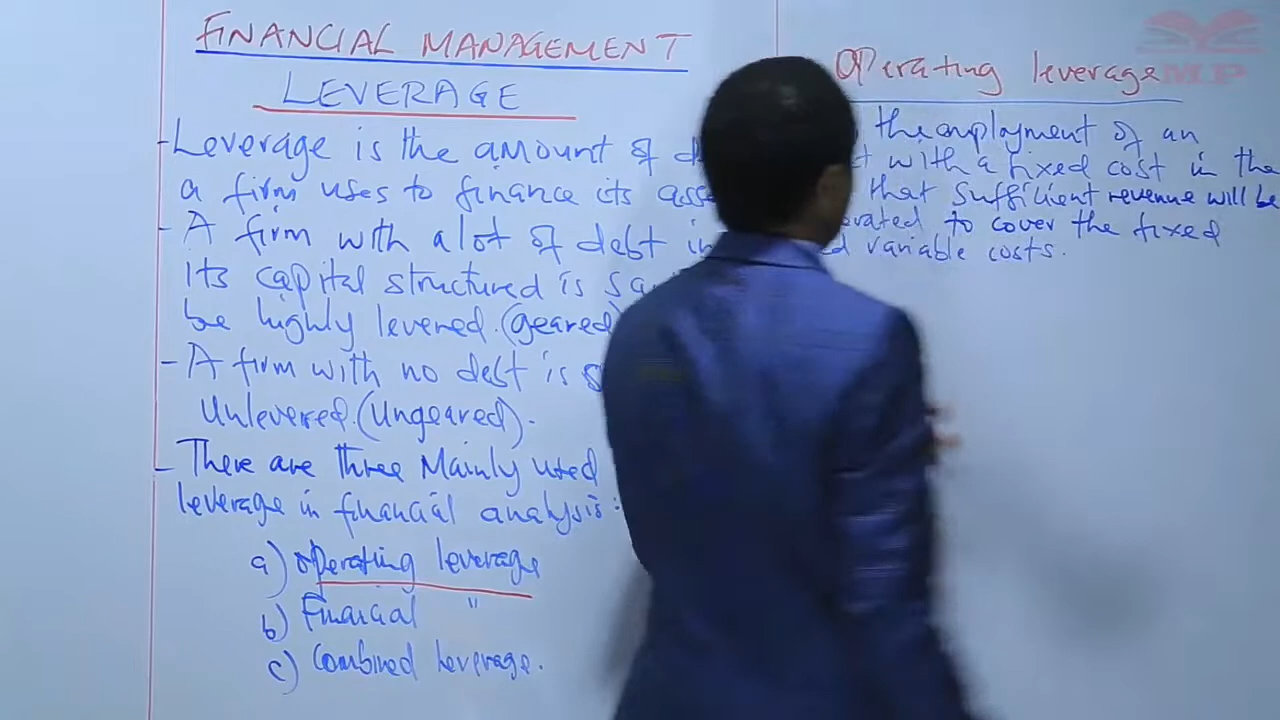 FINANCIAL MANAGEMENT
LEVERAGE
- Leverage is the amount of
a firm uses to finance its
- A firm with a lot of debt in
Its capital structured is
be highly levered. (geared)
- A firm with no debt is
Unlevered. (Ungeared).
- There are three Mainly used
leverage in financial analysis:
a) operating leverage
b) Financial "
c) Combined Leverage.
Operating leverage
the employment of an
with a fixed cost in the
that sufficient revenue will be
to cover the fixed
variable costs.
MP